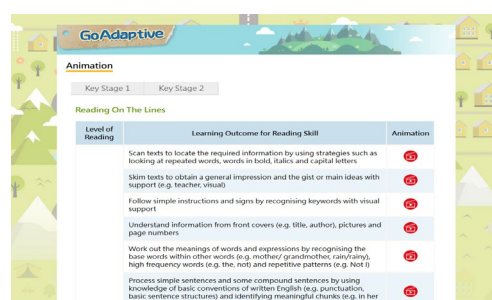 GoAdaptive
Animation
Key Stage 1
Key Stage 2
Reading On The Lines
Level of
Reading
Learning Outcome for Reading Skill
Animation
Scan texts to locate the required information by using strategies such as
looking at repeated words, words in bold, italics and capital letters
Skim texts to obtain a general impression and the gist or main ideas with
support (e.g. teacher, visual)
Follow simple instructions and signs by recognising keywords with visual
support
Understand information from front covers (e.g. title, author), pictures and
page numbers
Work out the meanings of words and expressions by recognising the
base words within other words (e.g. mother/ grandmother, rain/rainy),
high frequency words (e.g. the, not) and repetitive patterns (e.g. Not I)
Process simple sentences and some compound sentences by using
knowledge of basic conventions of written English (e.g. punctuation,
basic sentence structures) and identifying meaningful chunks (e.g. in her